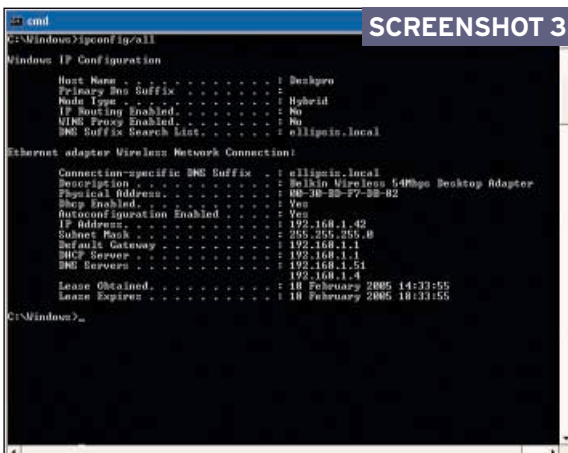 cmd
SCREENSHOT 3
C:\Windows>ipconfig/all
Windows IP Configuration
Host Name . . . . . . . . . . . . : Deskpro
Primary Dns Suffix . . . . . . . :
Node Type . . . . . . . . . . . . : Hybrid
IP Routing Enabled. . . . . . . . : No
WINS Proxy Enabled. . . . . . . . : No
DNS Suffix Search List. . . . . . : ellipsis.local
Ethernet adapter Wireless Network Connection:
Connection-specific DNS Suffix . : ellipsis.local
Description . . . . . . . . . . . : Belkin Wireless 54Mbps Desktop Adapter
Physical Address. . . . . . . . . :
Dhcp Enabled. . . . . . . . . . . : Yes
Autoconfiguration Enabled . . . . : Yes
IP Address. . . . . . . . . . . . : 192.168.1.42
Subnet Mask . . . . . . . . . . . : 255.255.255.0
Default Gateway . . . . . . . . . : 192.168.1.1
DHCP Server . . . . . . . . . . . : 192.168.1.1
DNS Servers . . . . . . . . . . . : 192.168.1.51
192.168.1.4
Lease Obtained. . . . . . . . . . : 18 February 2005 14:33:55
Lease Expires . . . . . . . . . . : 18 February 2005 18:33:55
C:\Windows>_